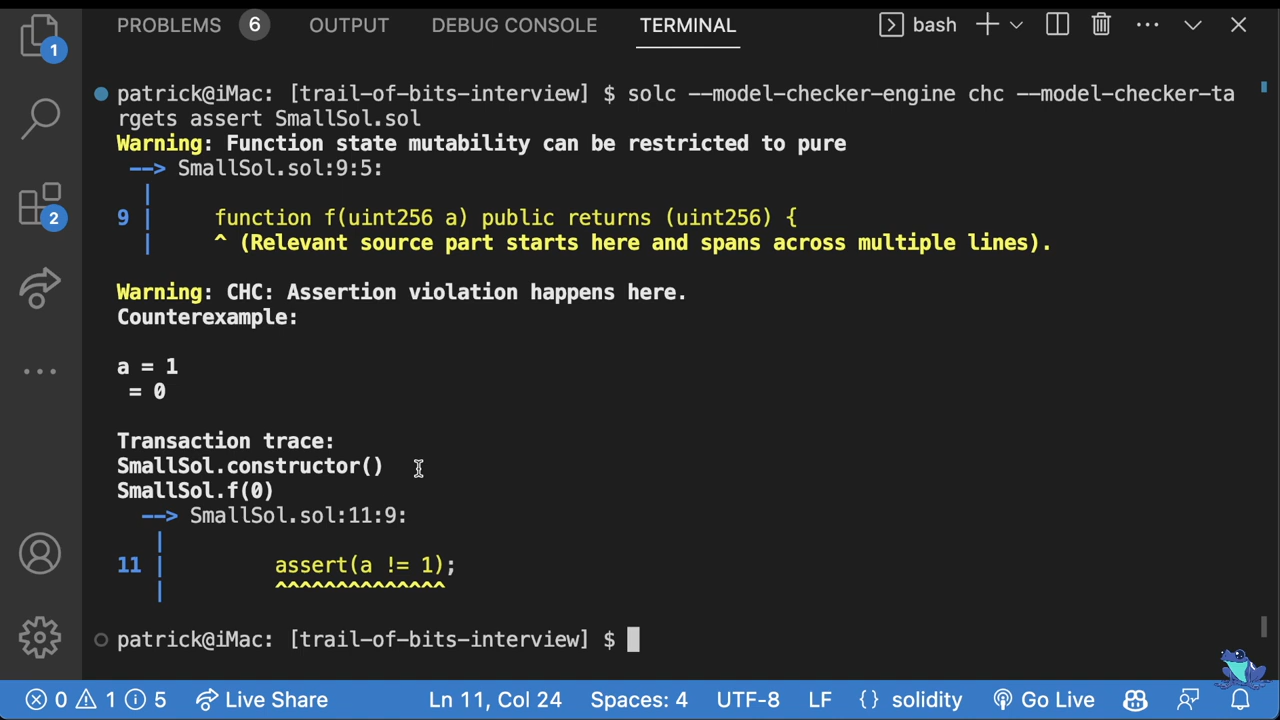 PROBLEMS 6 OUTPUT DEBUG CONSOLE TERMINAL bash
1
patrick@iMac: [trail-of-bits-interview] $ solc --model-checker-engine chc --model-checker-ta
rgets assert SmallSol.sol
Warning: Function state mutability can be restricted to pure
--> SmallSol.sol:9:5:
|
9 | function f(uint256 a) public returns (uint256) {
| ^ (Relevant source part starts here and spans across multiple lines).
2
Warning: CHC: Assertion violation happens here.
Counterexample:
a = 1
= 0
Transaction trace:
SmallSol.constructor()
SmallSol.f(0)
--> SmallSol.sol:11:9:
|
11 | assert(a != 1);
| ^^^^^^^^^^^^^^
patrick@iMac: [trail-of-bits-interview] $
0 1 5 Live Share Ln 11, Col 24 Spaces: 4 UTF-8 LF {} solidity Go Live